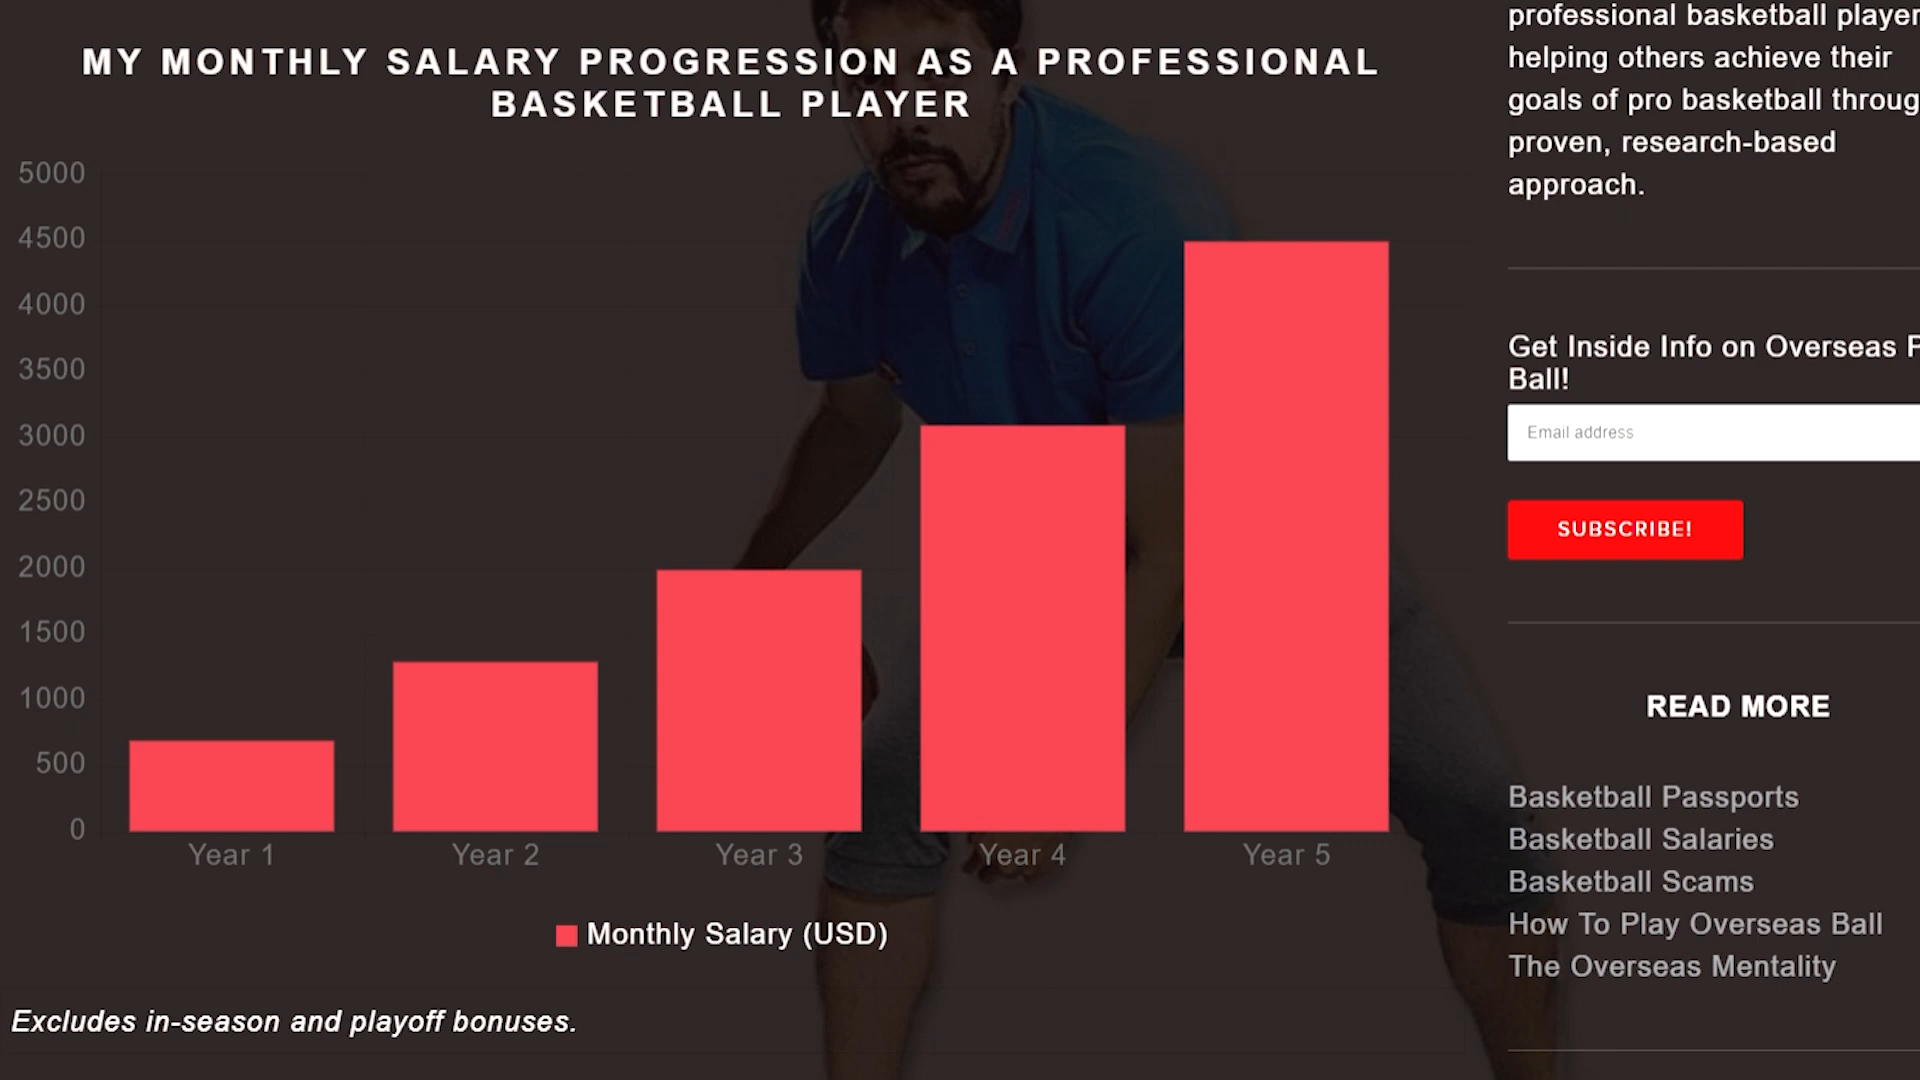 MY MONTHLY SALARY PROGRESSION AS A PROFESSIONAL
BASKETBALL PLAYER
5000
4500
4000
3500
3000
2500
2000
1500
1000
500
0
Year 1 Year 2 Year 3 Year 4 Year 5
Monthly Salary (USD)
Excludes in-season and playoff bonuses.
professional basketball player
helping others achieve their
goals of pro basketball throug
proven, research-based
approach.
Get Inside Info on Overseas
Ball!
Email address
SUBSCRIBE!
READ MORE
Basketball Passports
Basketball Salaries
Basketball Scams
How To Play Overseas Ball
The Overseas Mentality